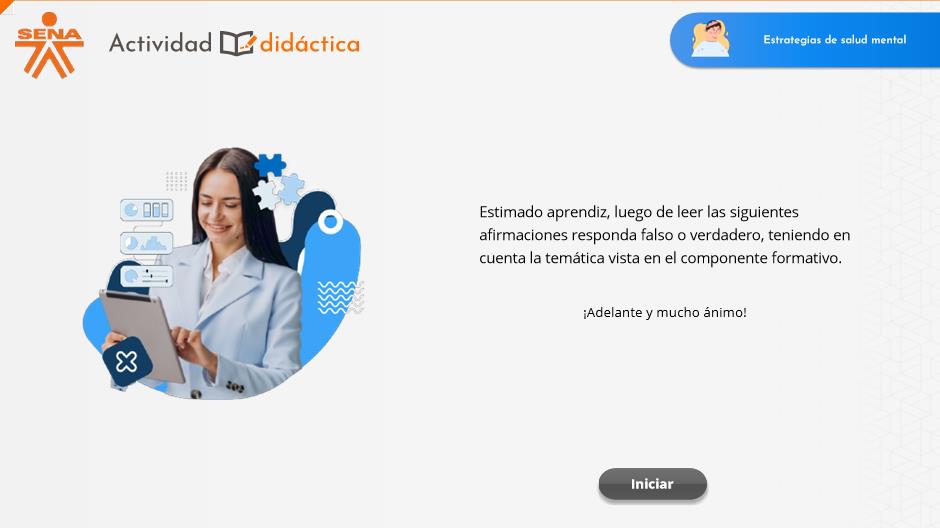 SENA
Actividad didáctica
Estrategias de salud mental
Estimado aprendiz, luego de leer las siguientes
afirmaciones responda falso o verdadero, teniendo en
cuenta la temática vista en el componente formativo.
¡Adelante y mucho ánimo!
Iniciar